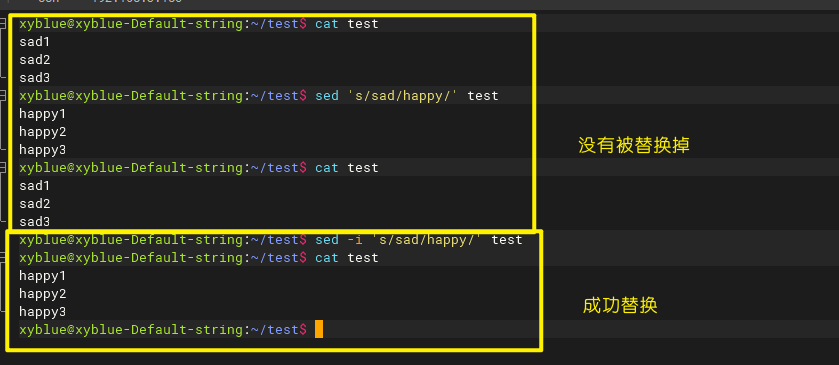 xyblue@xyblue-Default-string:~/test$ cat test
sad1
sad2
sad3
xyblue@xyblue-Default-string:~/test$ sed 's/sad/happy/' test
happy1
happy2
happy3
没有被替换掉
xyblue@xyblue-Default-string:~/test$ cat test
sad1
sad2
sad3
xyblue@xyblue-Default-string:~/test$ sed -i 's/sad/happy/' test
xyblue@xyblue-Default-string:~/test$ cat test
happy1
happy2
happy3
成功替换
xyblue@xyblue-Default-string:~/test$